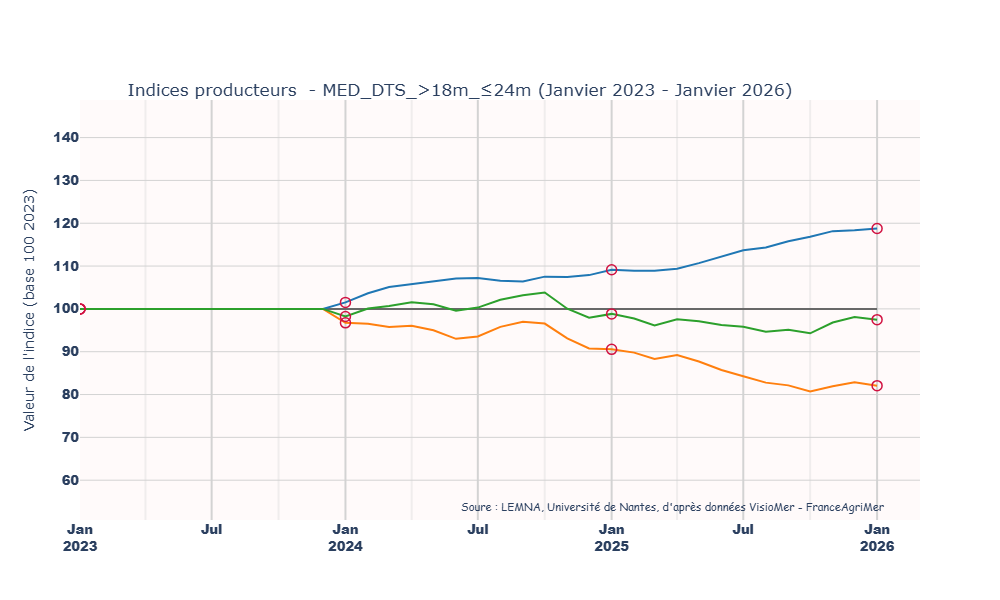 Indices producteurs - MED_DTS_>18m_≤24m (Janvier 2023 - Janvier 2026)
Valeur de l'indice (base 100 2023)
140
130
120
110
100
90
80
70
60
Soure : LEMNA, Université de Nantes, d'après données VisioMer - FranceAgriMer
Jan Jul Jan Jul Jan Jul Jan
2023 2024 2025 2026